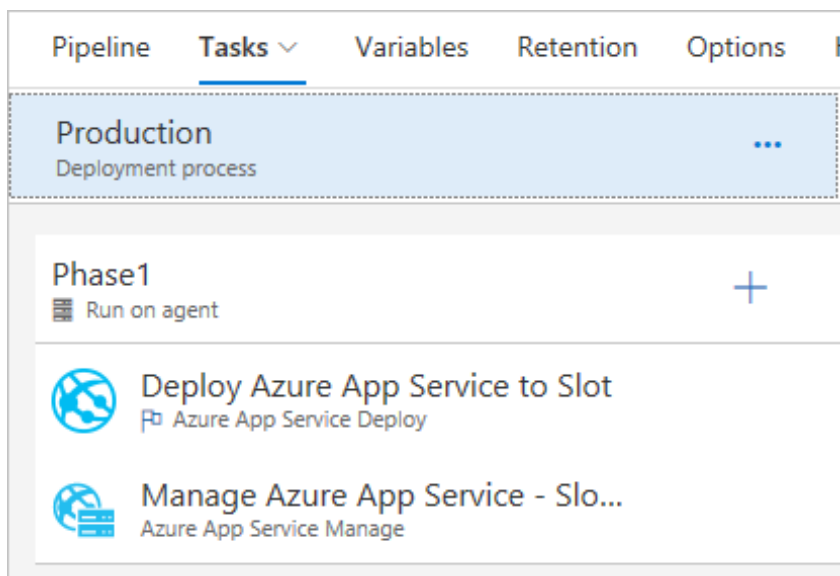 Pipeline Tasks Variables Retention Options
Production
Deployment process
Phase1
Run on agent
Deploy Azure App Service to Slot
Azure App Service Deploy
Manage Azure App Service - Slo...
Azure App Service Manage